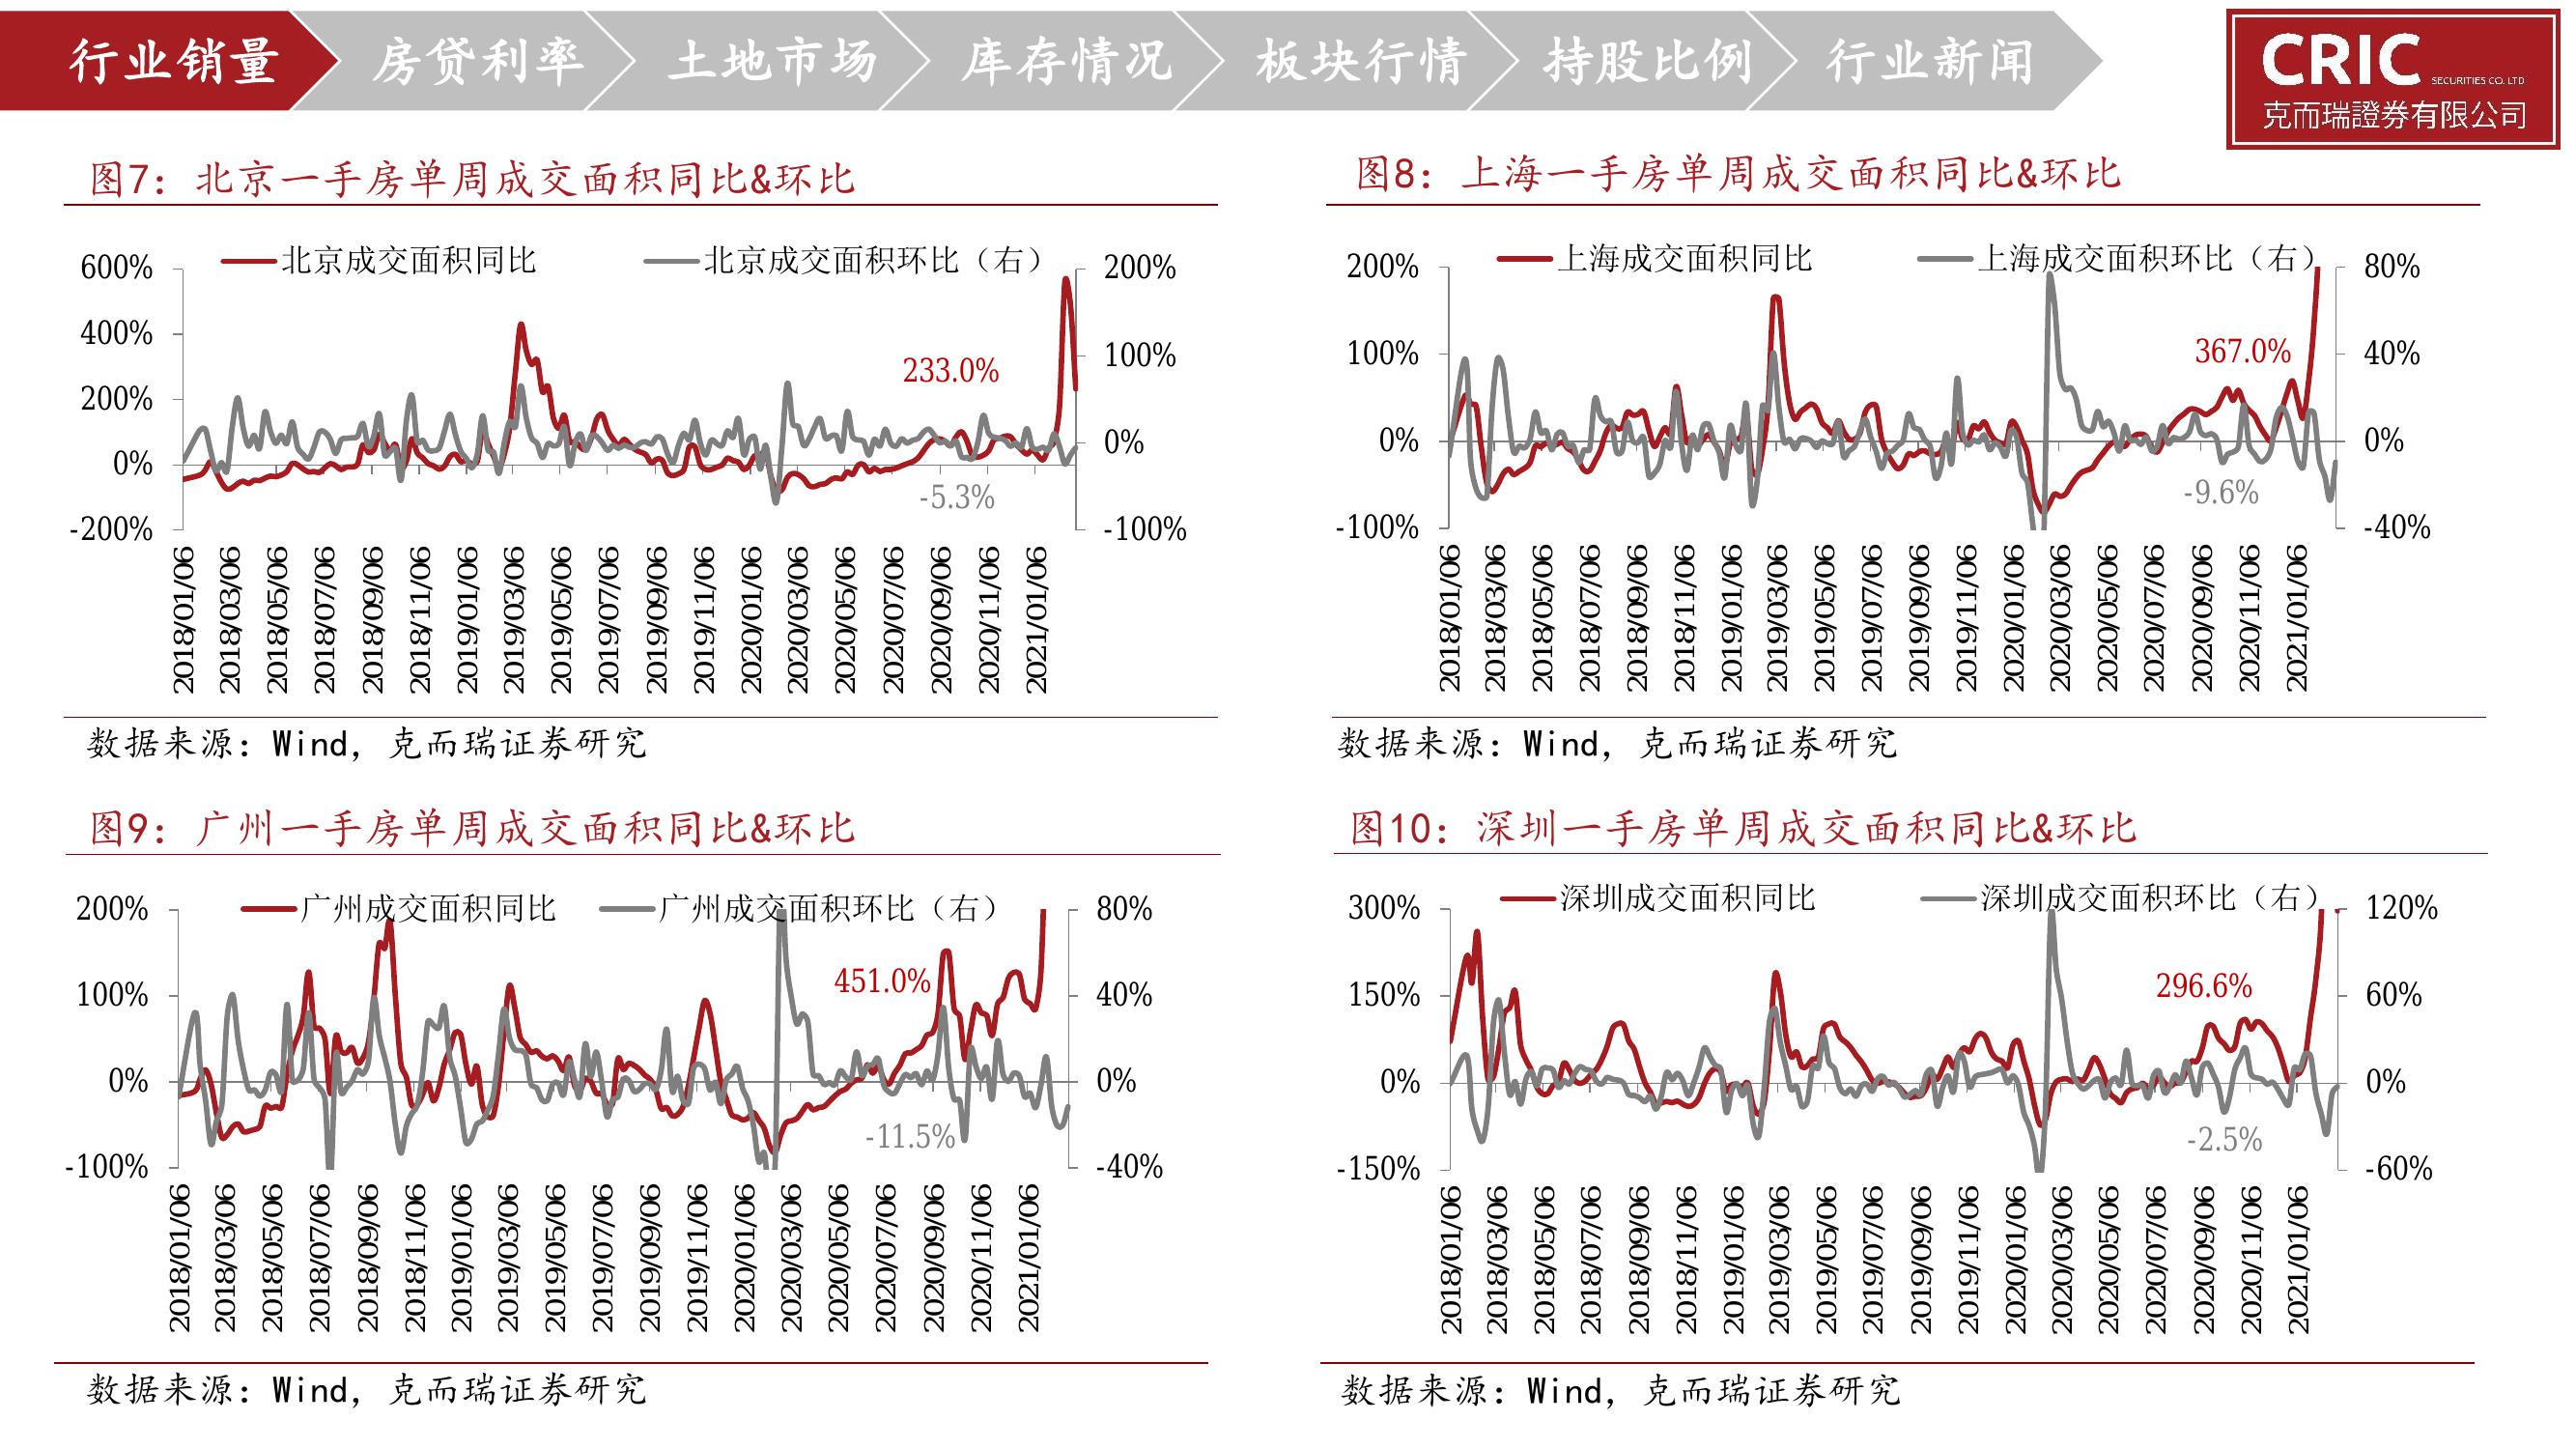 行业销量 房贷利率 土地市场 库存情况 板块行情 持股比例 行业新闻
CRIC SECURITIES CO. LTD
克而瑞證券有限公司
图7：北京一手房单周成交面积同比&环比
北京成交面积同比 北京成交面积环比（右）
600%
400%
200%
0%
-200%
200%
100%
0%
-100%
233.0%
-5.3%
2018/01/06 2018/03/06 2018/05/06 2018/07/06 2018/09/06 2018/11/06 2019/01/06 2019/03/06 2019/05/06 2019/07/06 2019/09/06 2019/11/06 2020/01/06 2020/03/06 2020/05/06 2020/07/06 2020/09/06 2020/11/06 2021/01/06
数据来源：Wind，克而瑞证券研究
图8：上海一手房单周成交面积同比&环比
上海成交面积同比 上海成交面积环比（右）
200%
100%
0%
-100%
80%
40%
0%
-40%
367.0%
-9.6%
2018/01/06 2018/03/06 2018/05/06 2018/07/06 2018/09/06 2018/11/06 2019/01/06 2019/03/06 2019/05/06 2019/07/06 2019/09/06 2019/11/06 2020/01/06 2020/03/06 2020/05/06 2020/07/06 2020/09/06 2020/11/06 2021/01/06
数据来源：Wind，克而瑞证券研究
图9：广州一手房单周成交面积同比&环比
广州成交面积同比 广州成交面积环比（右）
200%
100%
0%
-100%
80%
40%
0%
-40%
451.0%
-11.5%
2018/01/06 2018/03/06 2018/05/06 2018/07/06 2018/09/06 2018/11/06 2019/01/06 2019/03/06 2019/05/06 2019/07/06 2019/09/06 2019/11/06 2020/01/06 2020/03/06 2020/05/06 2020/07/06 2020/09/06 2020/11/06 2021/01/06
数据来源：Wind，克而瑞证券研究
图10：深圳一手房单周成交面积同比&环比
深圳成交面积同比 深圳成交面积环比（右）
300%
150%
0%
-150%
120%
60%
0%
-60%
296.6%
-2.5%
2018/01/06 2018/03/06 2018/05/06 2018/07/06 2018/09/06 2018/11/06 2019/01/06 2019/03/06 2019/05/06 2019/07/06 2019/09/06 2019/11/06 2020/01/06 2020/03/06 2020/05/06 2020/07/06 2020/09/06 2020/11/06 2021/01/06
数据来源：Wind，克而瑞证券研究